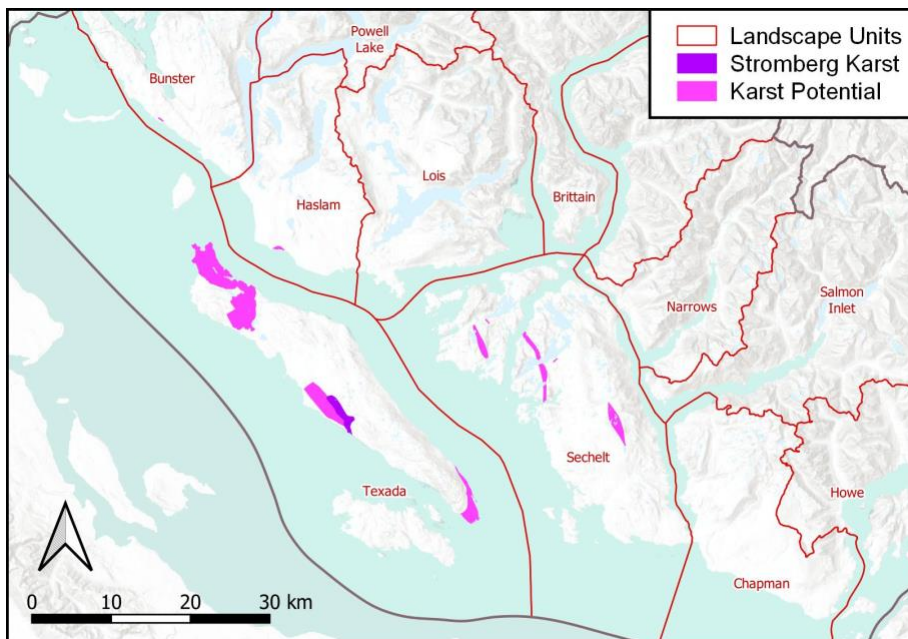 Landscape Units
Stromberg Karst
Karst Potential
Powell
Lake
Bunster
Haslam
Lois
Brittain
Narrows
Salmon
Inlet
Sechelt
Texada
Howe
Chapman
0 10 20 30 km